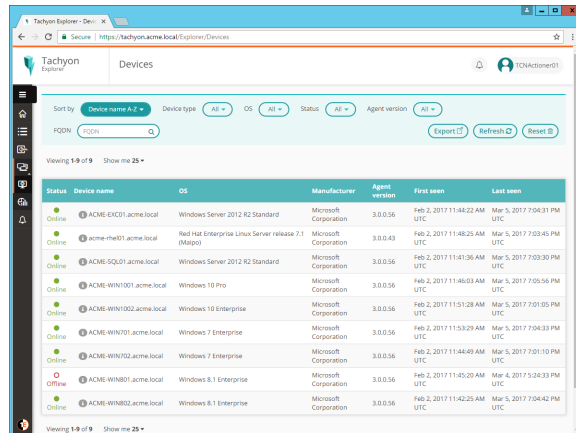 Tachyon Explorer - Devic
Secure | https://tachyon.acme.local/Explorer/Devices
Tachyon
Explorer
Devices
TCNActioner01
Sort by Device name A-Z Device type All OS All Status All Agent version All
FQDN FQDN Export Refresh Reset
Viewing 1-9 of 9 Show me 25
Status Device name OS Manufacturer Agent version First seen Last seen
Online ACME-EXC01.acme.local Windows Server 2012 R2 Standard Microsoft Corporation 3.0.0.56 Feb 2, 2017 11:44:22 AM UTC Mar 5, 2017 7:04:31 PM UTC
Online acme-rhel01.acme.local Red Hat Enterprise Linux Server release 7.1 (Maipo) Microsoft Corporation 3.0.0.43 Feb 2, 2017 11:48:25 AM UTC Mar 5, 2017 7:03:45 PM UTC
Online ACME-SQL01.acme.local Windows Server 2012 R2 Standard Microsoft Corporation 3.0.0.56 Feb 2, 2017 11:41:36 AM UTC Mar 5, 2017 7:03:30 PM UTC
Online ACME-WIN1001.acme.local Windows 10 Pro Microsoft Corporation 3.0.0.56 Feb 2, 2017 11:46:03 AM UTC Mar 5, 2017 7:05:56 PM UTC
Online ACME-WIN1002.acme.local Windows 10 Enterprise Microsoft Corporation 3.0.0.56 Feb 2, 2017 11:51:28 AM UTC Mar 5, 2017 7:01:05 PM UTC
Online ACME-WIN701.acme.local Windows 7 Enterprise Microsoft Corporation 3.0.0.56 Feb 2, 2017 11:53:29 AM UTC Mar 5, 2017 7:04:33 PM UTC
Online ACME-WIN702.acme.local Windows 7 Enterprise Microsoft Corporation 3.0.0.56 Feb 2, 2017 11:44:49 AM UTC Mar 5, 2017 7:01:10 PM UTC
Offline ACME-WIN801.acme.local Windows 8.1 Enterprise Microsoft Corporation 3.0.0.56 Feb 2, 2017 11:45:20 AM UTC Mar 4, 2017 5:24:33 PM UTC
Online ACME-WIN802.acme.local Windows 8.1 Enterprise Microsoft Corporation 3.0.0.56 Feb 2, 2017 11:42:25 AM UTC Mar 5, 2017 7:04:42 PM UTC
Viewing 1-9 of 9 Show me 25